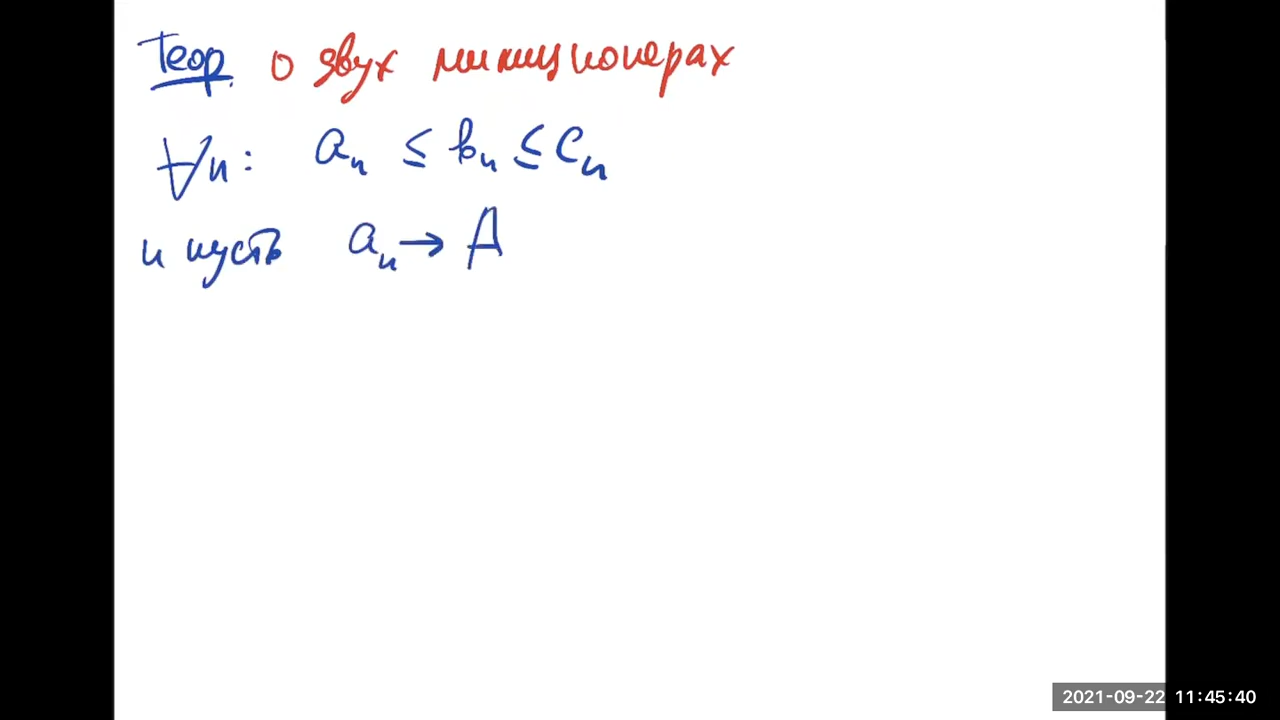 Теор. о двух милиционерах
∀n: aₙ ≤ bₙ ≤ cₙ
и пусть aₙ → A
2021-09-22 11:45:40